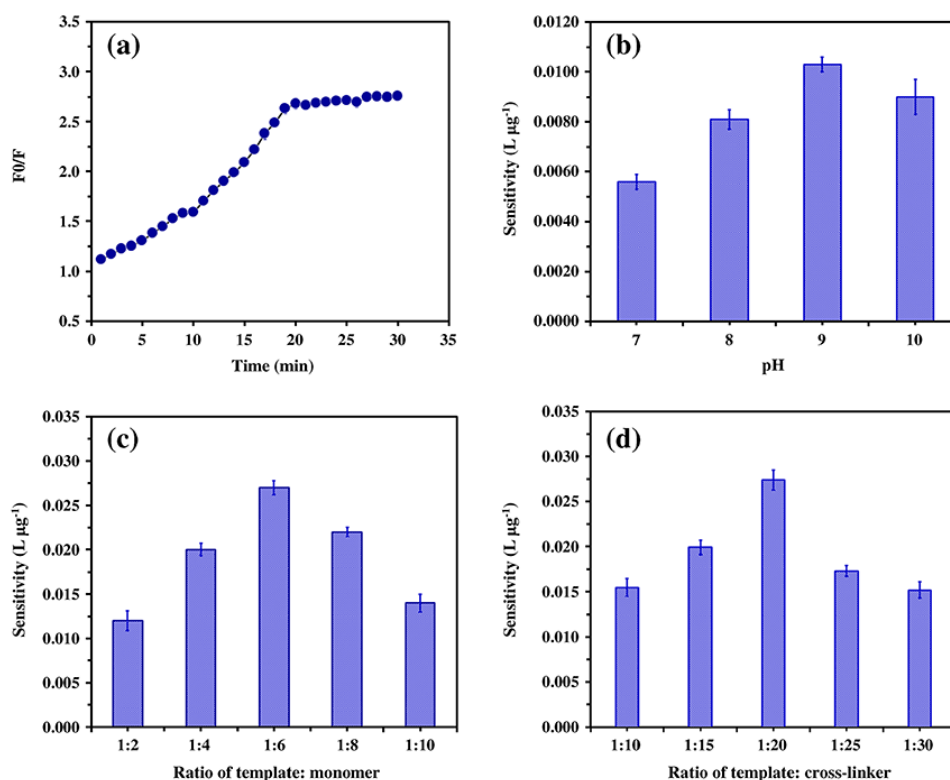 (a)
3.5
3.0
2.5
2.0
1.5
1.0
0.5
F0/F
0 5 10 15 20 25 30 35
Time (min)
(b)
0.0120
0.0100
0.0080
0.0060
0.0040
0.0020
0.0000
Sensitivity (L µg⁻¹)
7 8 9 10
pH
(c)
0.035
0.030
0.025
0.020
0.015
0.010
0.005
0.000
Sensitivity (L µg⁻¹)
1:2 1:4 1:6 1:8 1:10
Ratio of template: monomer
(d)
0.035
0.030
0.025
0.020
0.015
0.010
0.005
0.000
Sensitivity (L µg⁻¹)
1:10 1:15 1:20 1:25 1:30
Ratio of template: cross-linker